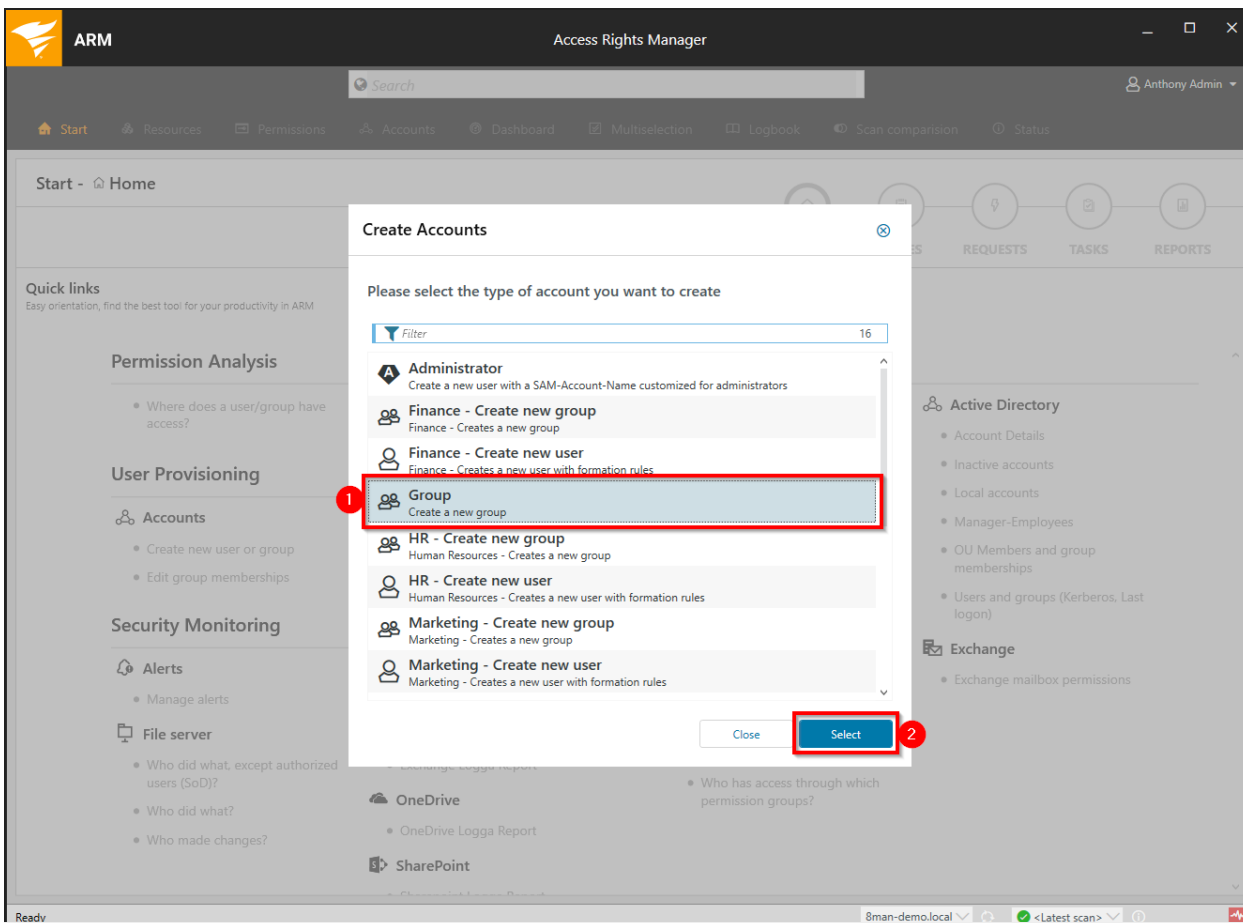 ARM
Access Rights Manager
Search
Anthony Admin
Start
Resources
Permissions
Accounts
Dashboard
Multiselection
Logbook
Scan comparision
Status
Start - Home
REQUESTS
TASKS
REPORTS
Quick links
Easy orientation, find the best tool for your productivity in ARM
Permission Analysis
Where does a user/group have
access?
User Provisioning
Accounts
Create new user or group
Edit group memberships
Security Monitoring
Alerts
Manage alerts
File server
Who did what, except authorized
users (SoD)?
Who did what?
Who made changes?
Create Accounts
Please select the type of account you want to create
Filter
16
Administrator
Create a new user with a SAM-Account-Name customized for administrators
Finance - Create new group
Finance - Creates a new group
Finance - Create new user
Finance - Creates a new user with formation rules
1
Group
Create a new group
HR - Create new group
Human Resources - Creates a new group
HR - Create new user
Human Resources - Creates a new user with formation rules
Marketing - Create new group
Marketing - Creates a new group
Marketing - Create new user
Marketing - Creates a new user with formation rules
Close
Select
2
OneDrive
OneDrive Logga Report
SharePoint
Who has access through which
permission groups?
Active Directory
Account Details
Inactive accounts
Local accounts
Manager-Employees
OU Members and group
memberships
Users and groups (Kerberos, Last
logon)
Exchange
Exchange mailbox permissions
Ready
8man-demo.local
<Latest scan>